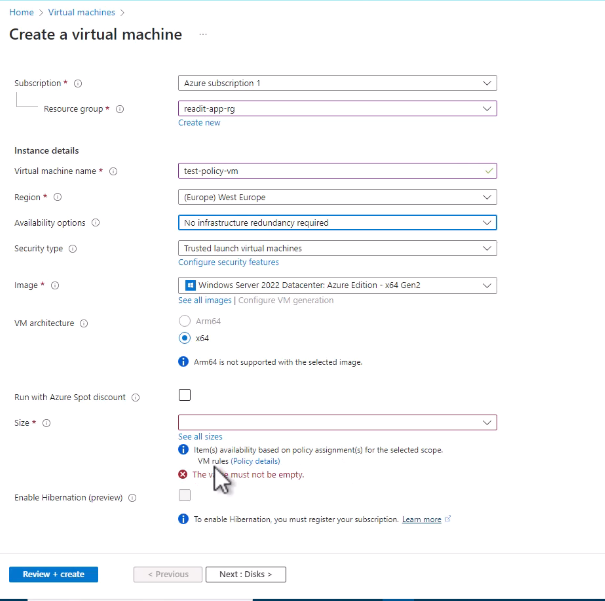 Home > Virtual machines >
Create a virtual machine ...
Subscription *
Azure subscription 1
Resource group *
readit-app-rg
Create new
Instance details
Virtual machine name *
test-policy-vm
Region *
(Europe) West Europe
Availability options
No infrastructure redundancy required
Security type
Trusted launch virtual machines
Configure security features
Image *
Windows Server 2022 Datacenter: Azure Edition - x64 Gen2
See all images | Configure VM generation
VM architecture
Arm64
x64
Arm64 is not supported with the selected image.
Run with Azure Spot discount
Size *
See all sizes
Item(s) availability based on policy assignment(s) for the selected scope.
VM rules (Policy details)
The must not be empty.
Enable Hibernation (preview)
To enable Hibernation, you must register your subscription. Learn more
Review + create
< Previous
Next : Disks >